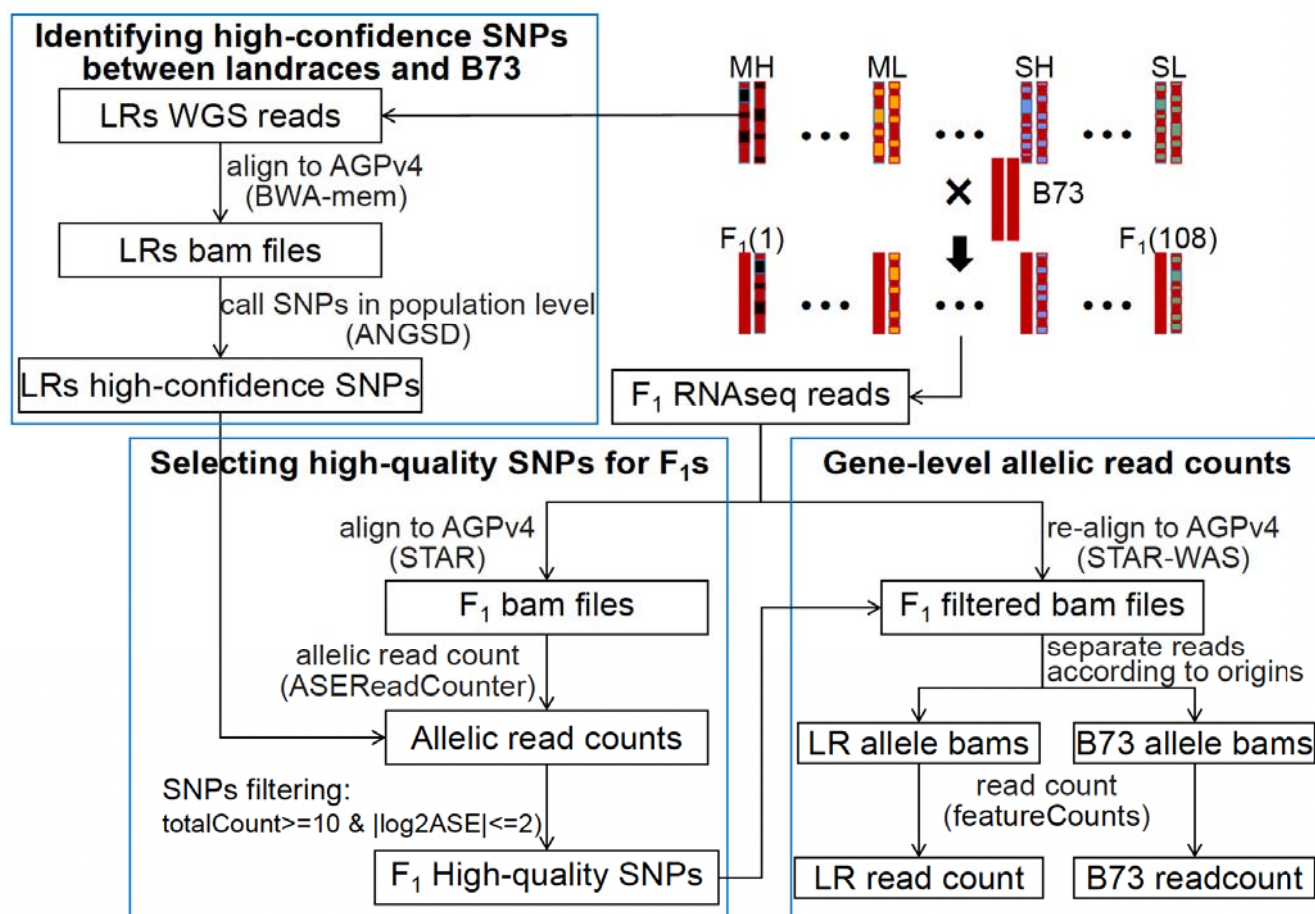 Identifying high-confidence SNPs
between landraces and B73
LRs WGS reads
align to AGPv4
(BWA-mem)
LRs bam files
call SNPs in population level
(ANGSD)
LRs high-confidence SNPs
MH
ML
SH
SL
B73
F₁(1)
F₁(108)
F₁ RNAseq reads
Selecting high-quality SNPs for F₁s
align to AGPv4
(STAR)
F₁ bam files
allelic read count
(ASEReadCounter)
Allelic read counts
SNPs filtering:
totalCount>=10 & |log2ASE|<=2)
F₁ High-quality SNPs
Gene-level allelic read counts
re-align to AGPv4
(STAR-WAS)
F₁ filtered bam files
separate reads
according to origins
LR allele bams
B73 allele bams
read count
(featureCounts)
LR read count
B73 readcount